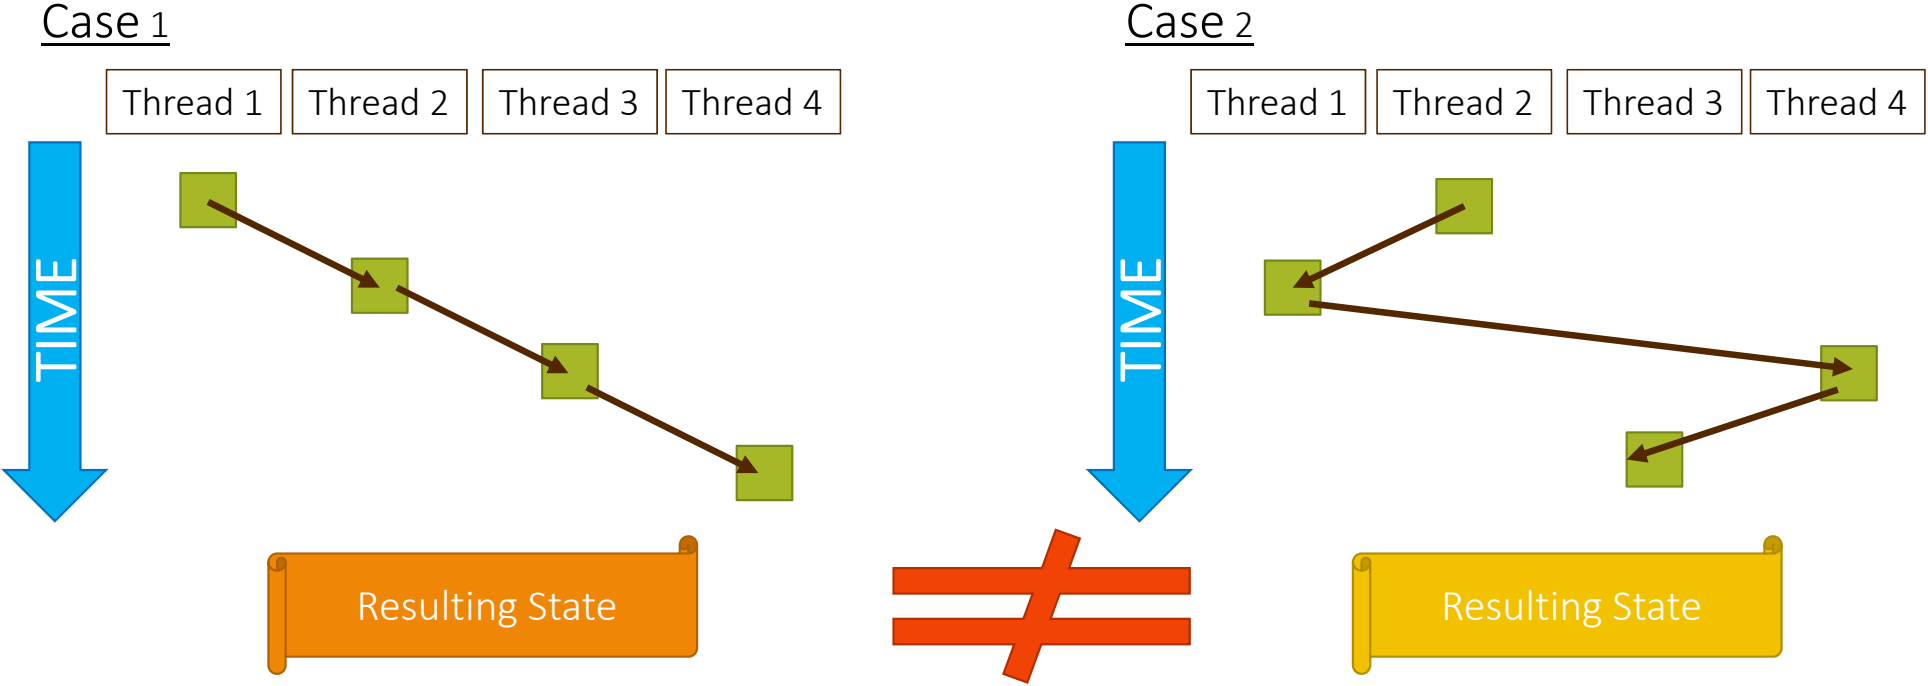 Case 1
Case 2
Thread 1
Thread 2
Thread 3
Thread 4
Thread 1
Thread 2
Thread 3
Thread 4
TIME
TIME
Resulting State
Resulting State